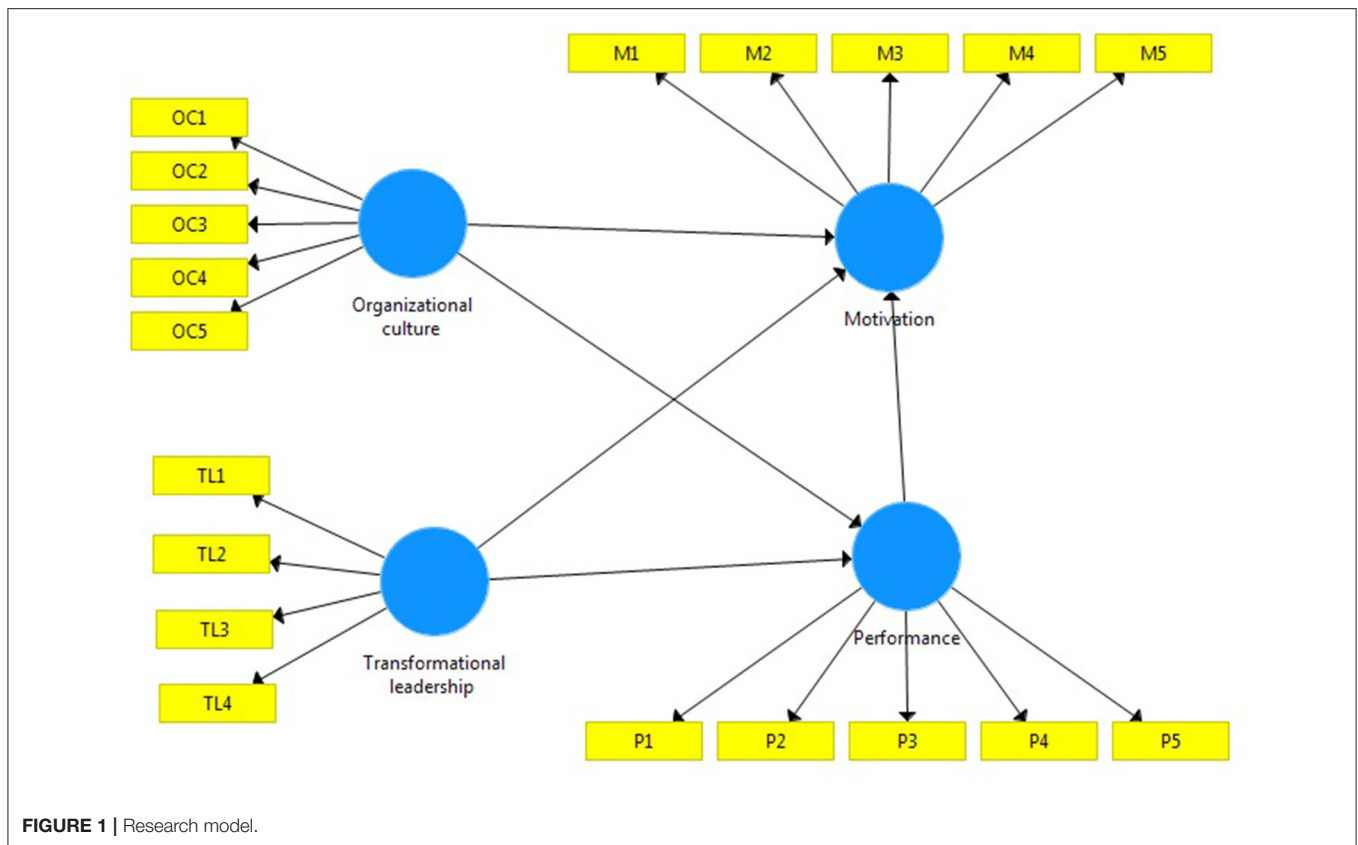 M1 M2 M3 M4 M5
OC1
OC2
OC3
OC4
OC5
Organizational
culture
Motivation
TL1
TL2
TL3
TL4
Transformational
leadership
Performance
P1 P2 P3 P4 P5
FIGURE 1 | Research model.